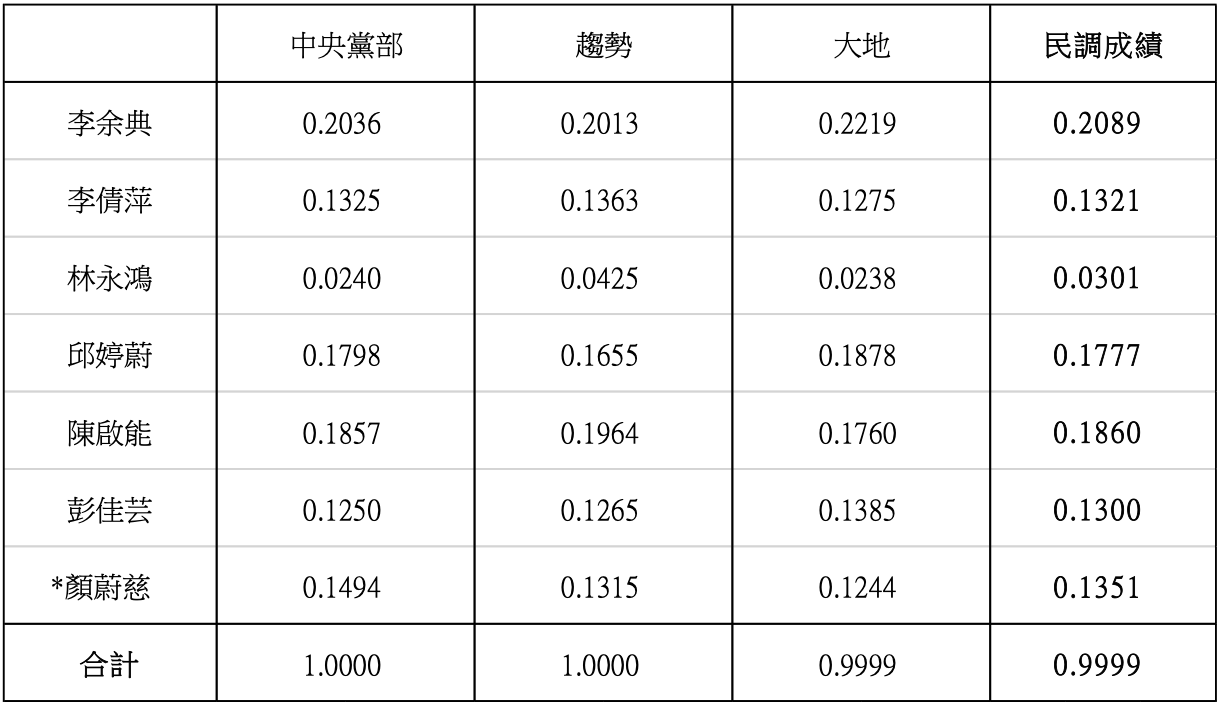 中央黨部 趨勢 大地 民調成績
李余典 0.2036 0.2013 0.2219 0.2089
李倩萍 0.1325 0.1363 0.1275 0.1321
林永鴻 0.0240 0.0425 0.0238 0.0301
邱婷蔚 0.1798 0.1655 0.1878 0.1777
陳啟能 0.1857 0.1964 0.1760 0.1860
彭佳芸 0.1250 0.1265 0.1385 0.1300
*顏蔚慈 0.1494 0.1315 0.1244 0.1351
合計 1.0000 1.0000 0.9999 0.9999